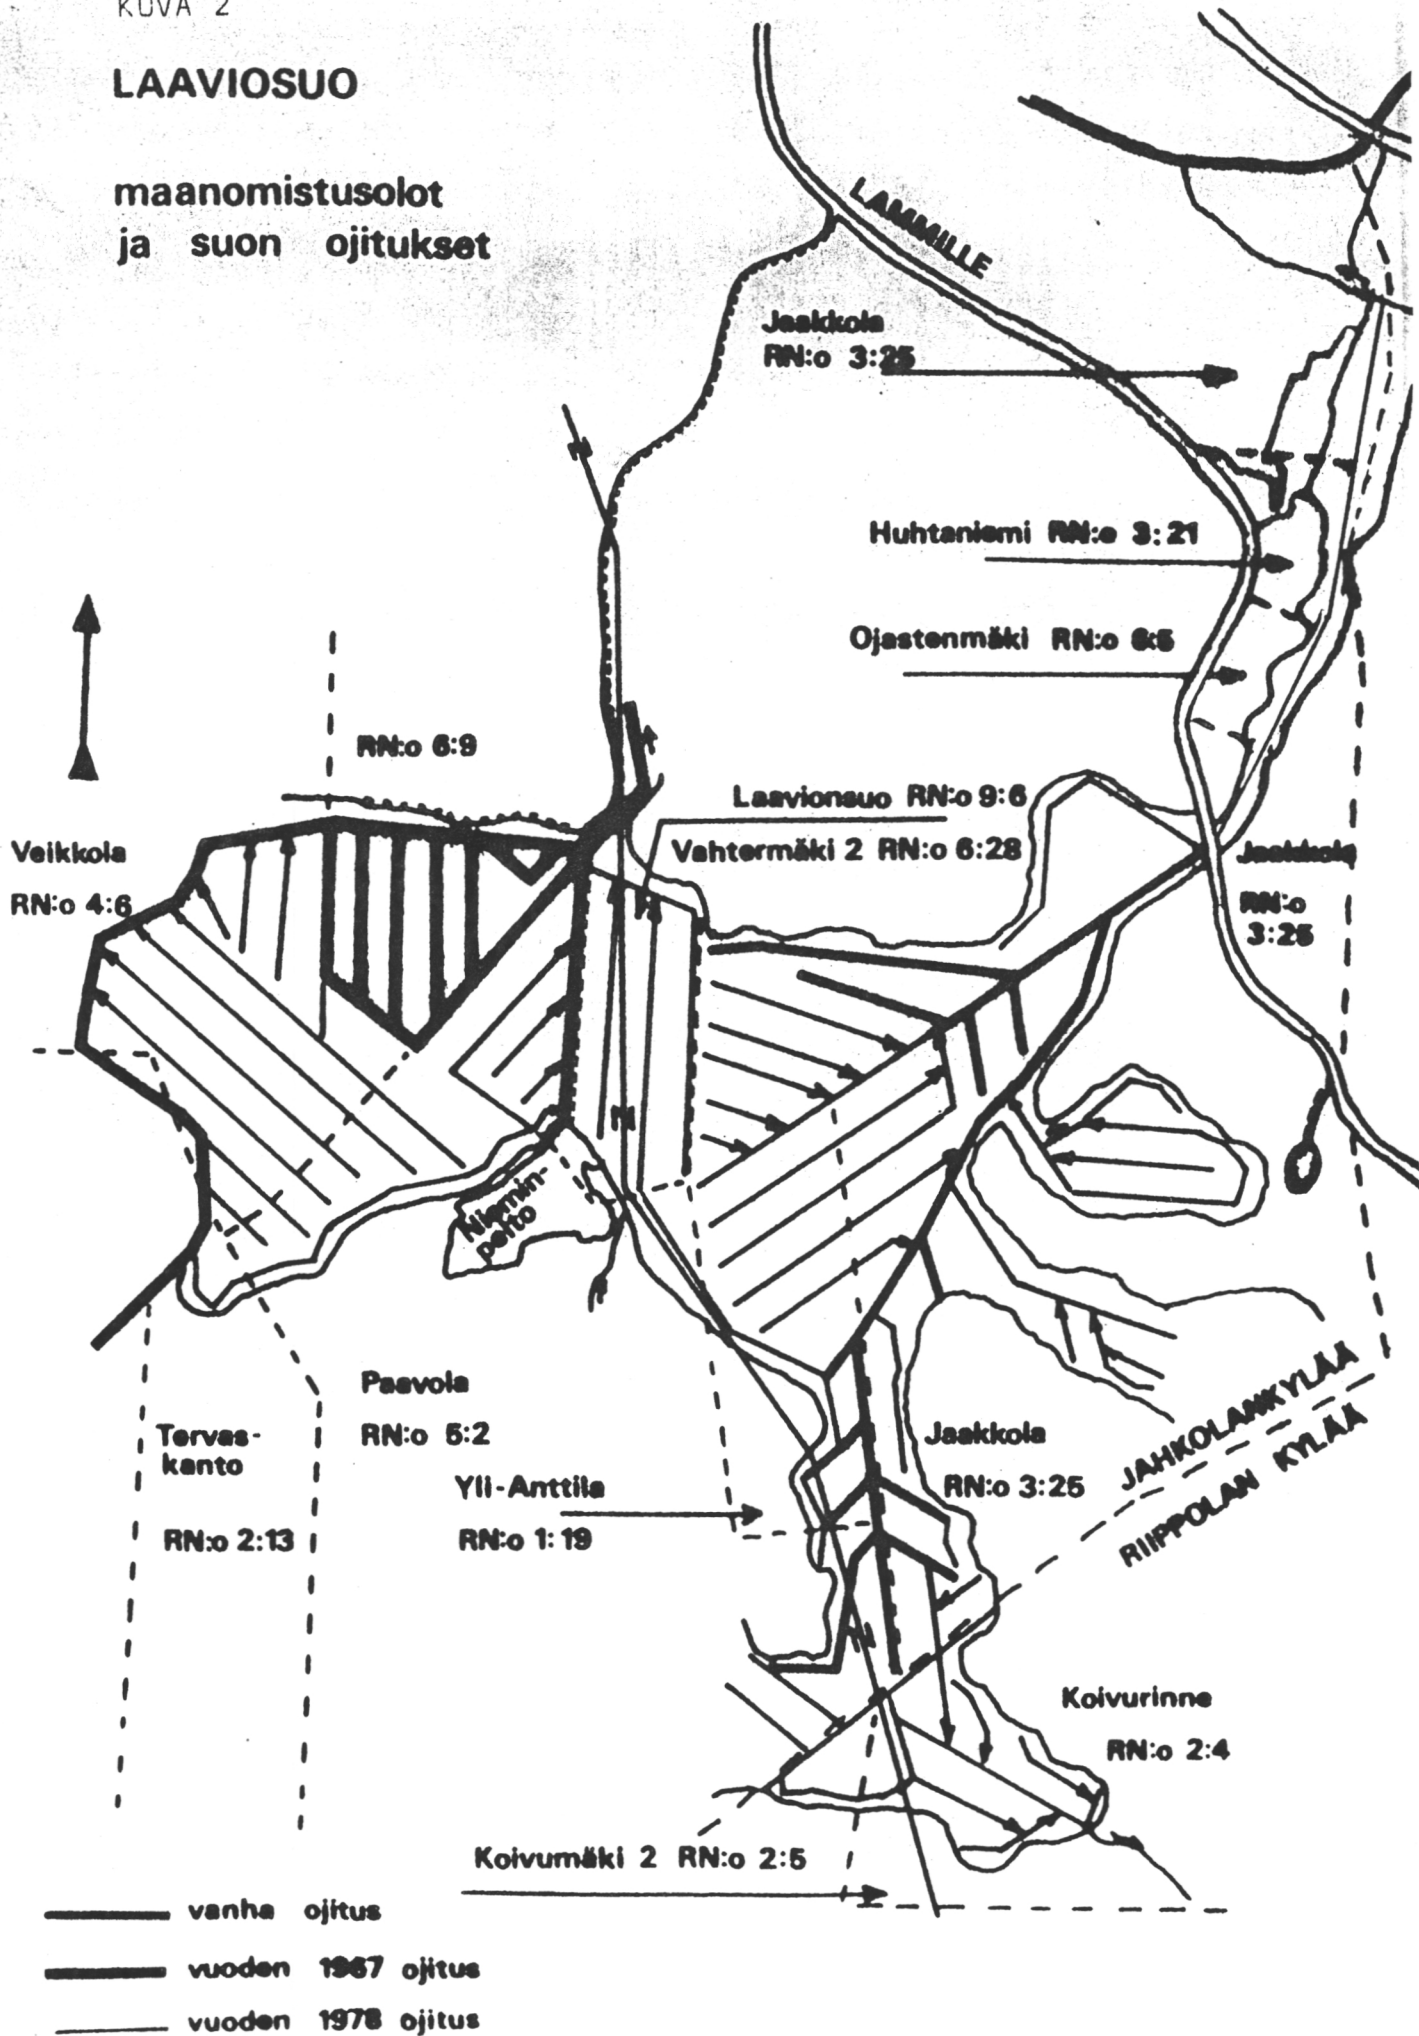 KUVA 2
LAAVIOSUO
maanomistusolot
ja suon ojitukset
LAMMILLE
Jaakkola
RN:o 3:25
Huhtaniemi RN:o 3:21
Ojastenmäki RN:o 6:5
RN:o 6:9
Laavionsuo RN:o 9:6
Vahtermäki 2 RN:o 6:28
Veikkola
RN:o 4:6
Jaakkola
RN:o
3:25
Niemin-
pelto
Paavola
RN:o 5:2
Tervas-
kanto
RN:o 2:13
Yli-Anttila
RN:o 1:19
Jaakkola
RN:o 3:25
JAHKOLANKYLÄÄ
RIIPPOLAN KYLÄÄ
Koivurinne
RN:o 2:4
Koivumäki 2 RN:o 2:5
vanha ojitus
vuoden 1967 ojitus
vuoden 1978 ojitus